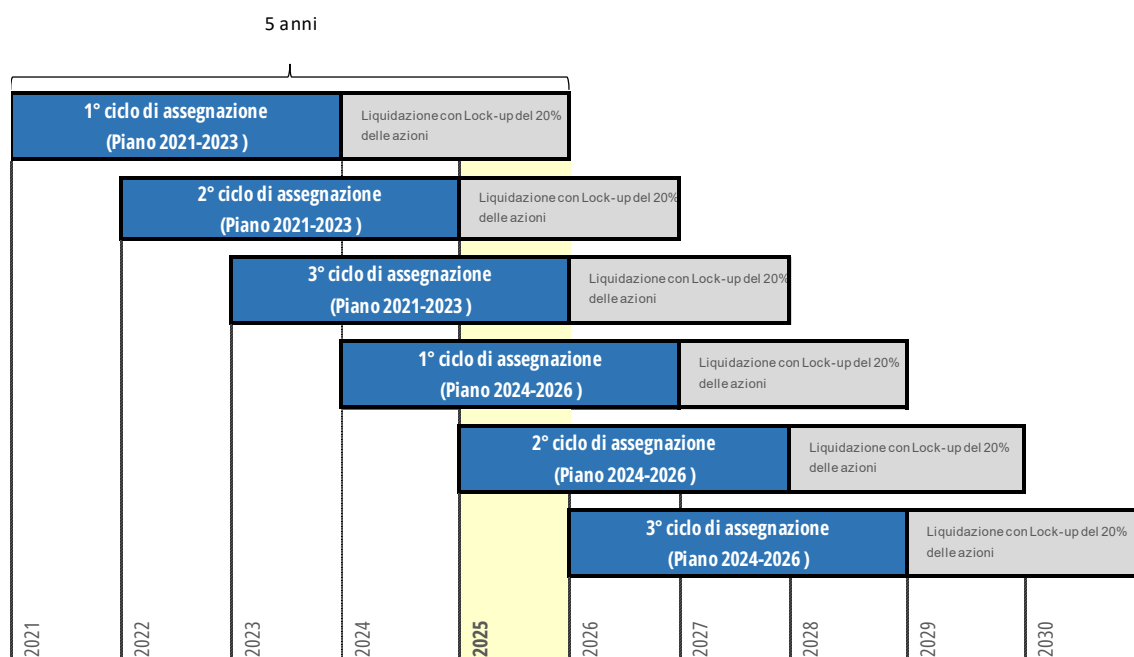 5 anni
1° ciclo di assegnazione
(Piano 2021-2023 )
Liquidazione con Lock-up del 20%
delle azioni
2° ciclo di assegnazione
(Piano 2021-2023 )
Liquidazione con Lock-up del 20%
delle azioni
3° ciclo di assegnazione
(Piano 2021-2023 )
Liquidazione con Lock-up del 20%
delle azioni
1° ciclo di assegnazione
(Piano 2024-2026 )
Liquidazione con Lock-up del 20%
delle azioni
2° ciclo di assegnazione
(Piano 2024-2026 )
Liquidazione con Lock-up del 20%
delle azioni
3° ciclo di assegnazione
(Piano 2024-2026 )
Liquidazione con Lock-up del 20%
delle azioni
2021
2022
2023
2024
2025
2026
2027
2028
2029
2030